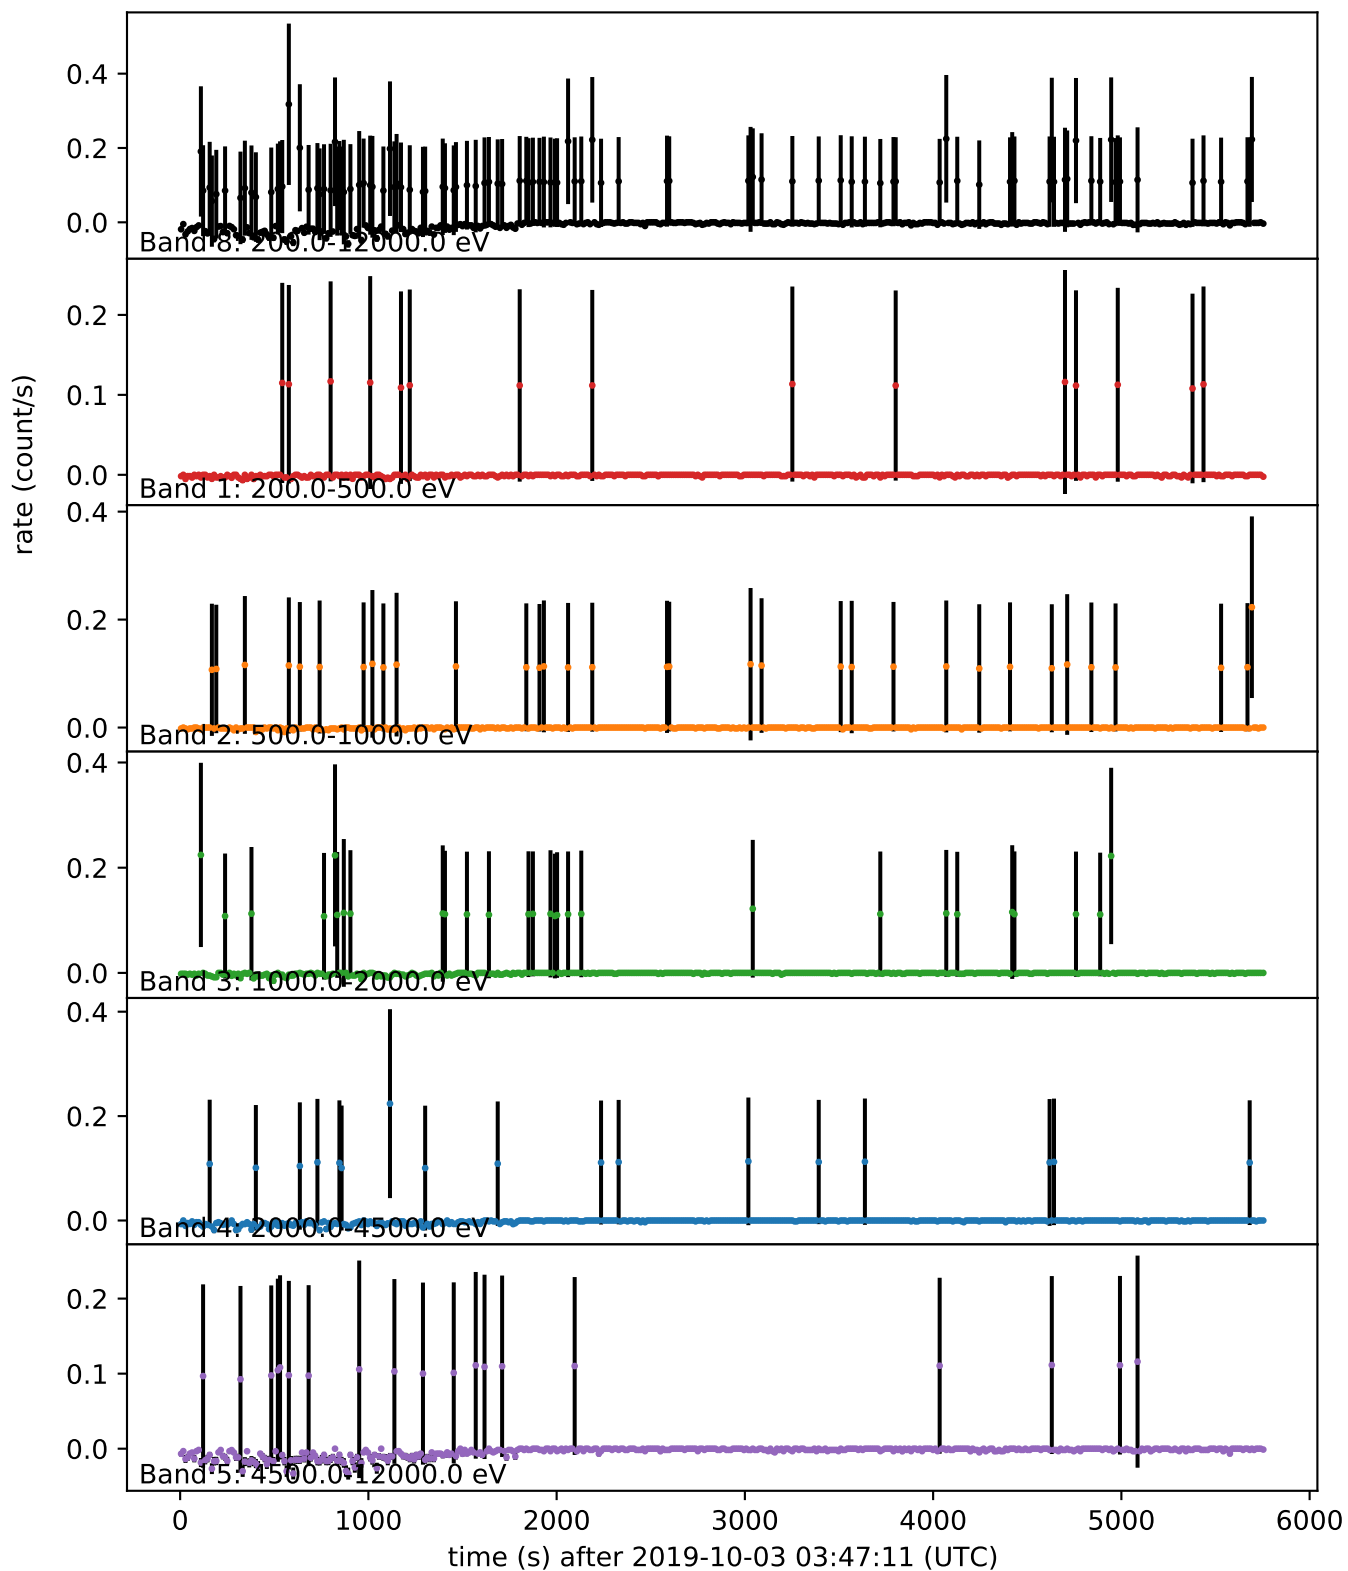 0.4
0.2
0.0
Band 8: 200.0-12000.0 eV
0.2
0.1
0.0
Band 1: 200.0-500.0 eV
rate (count/s)
0.4
0.2
0.0
Band 2: 500.0-1000.0 eV
0.4
0.2
0.0
Band 3: 1000.0-2000.0 eV
0.4
0.2
0.0
Band 4: 2000.0-4500.0 eV
0.2
0.1
0.0
Band 5: 4500.0-12000.0 eV
0 1000 2000 3000 4000 5000 6000
time (s) after 2019-10-03 03:47:11 (UTC)